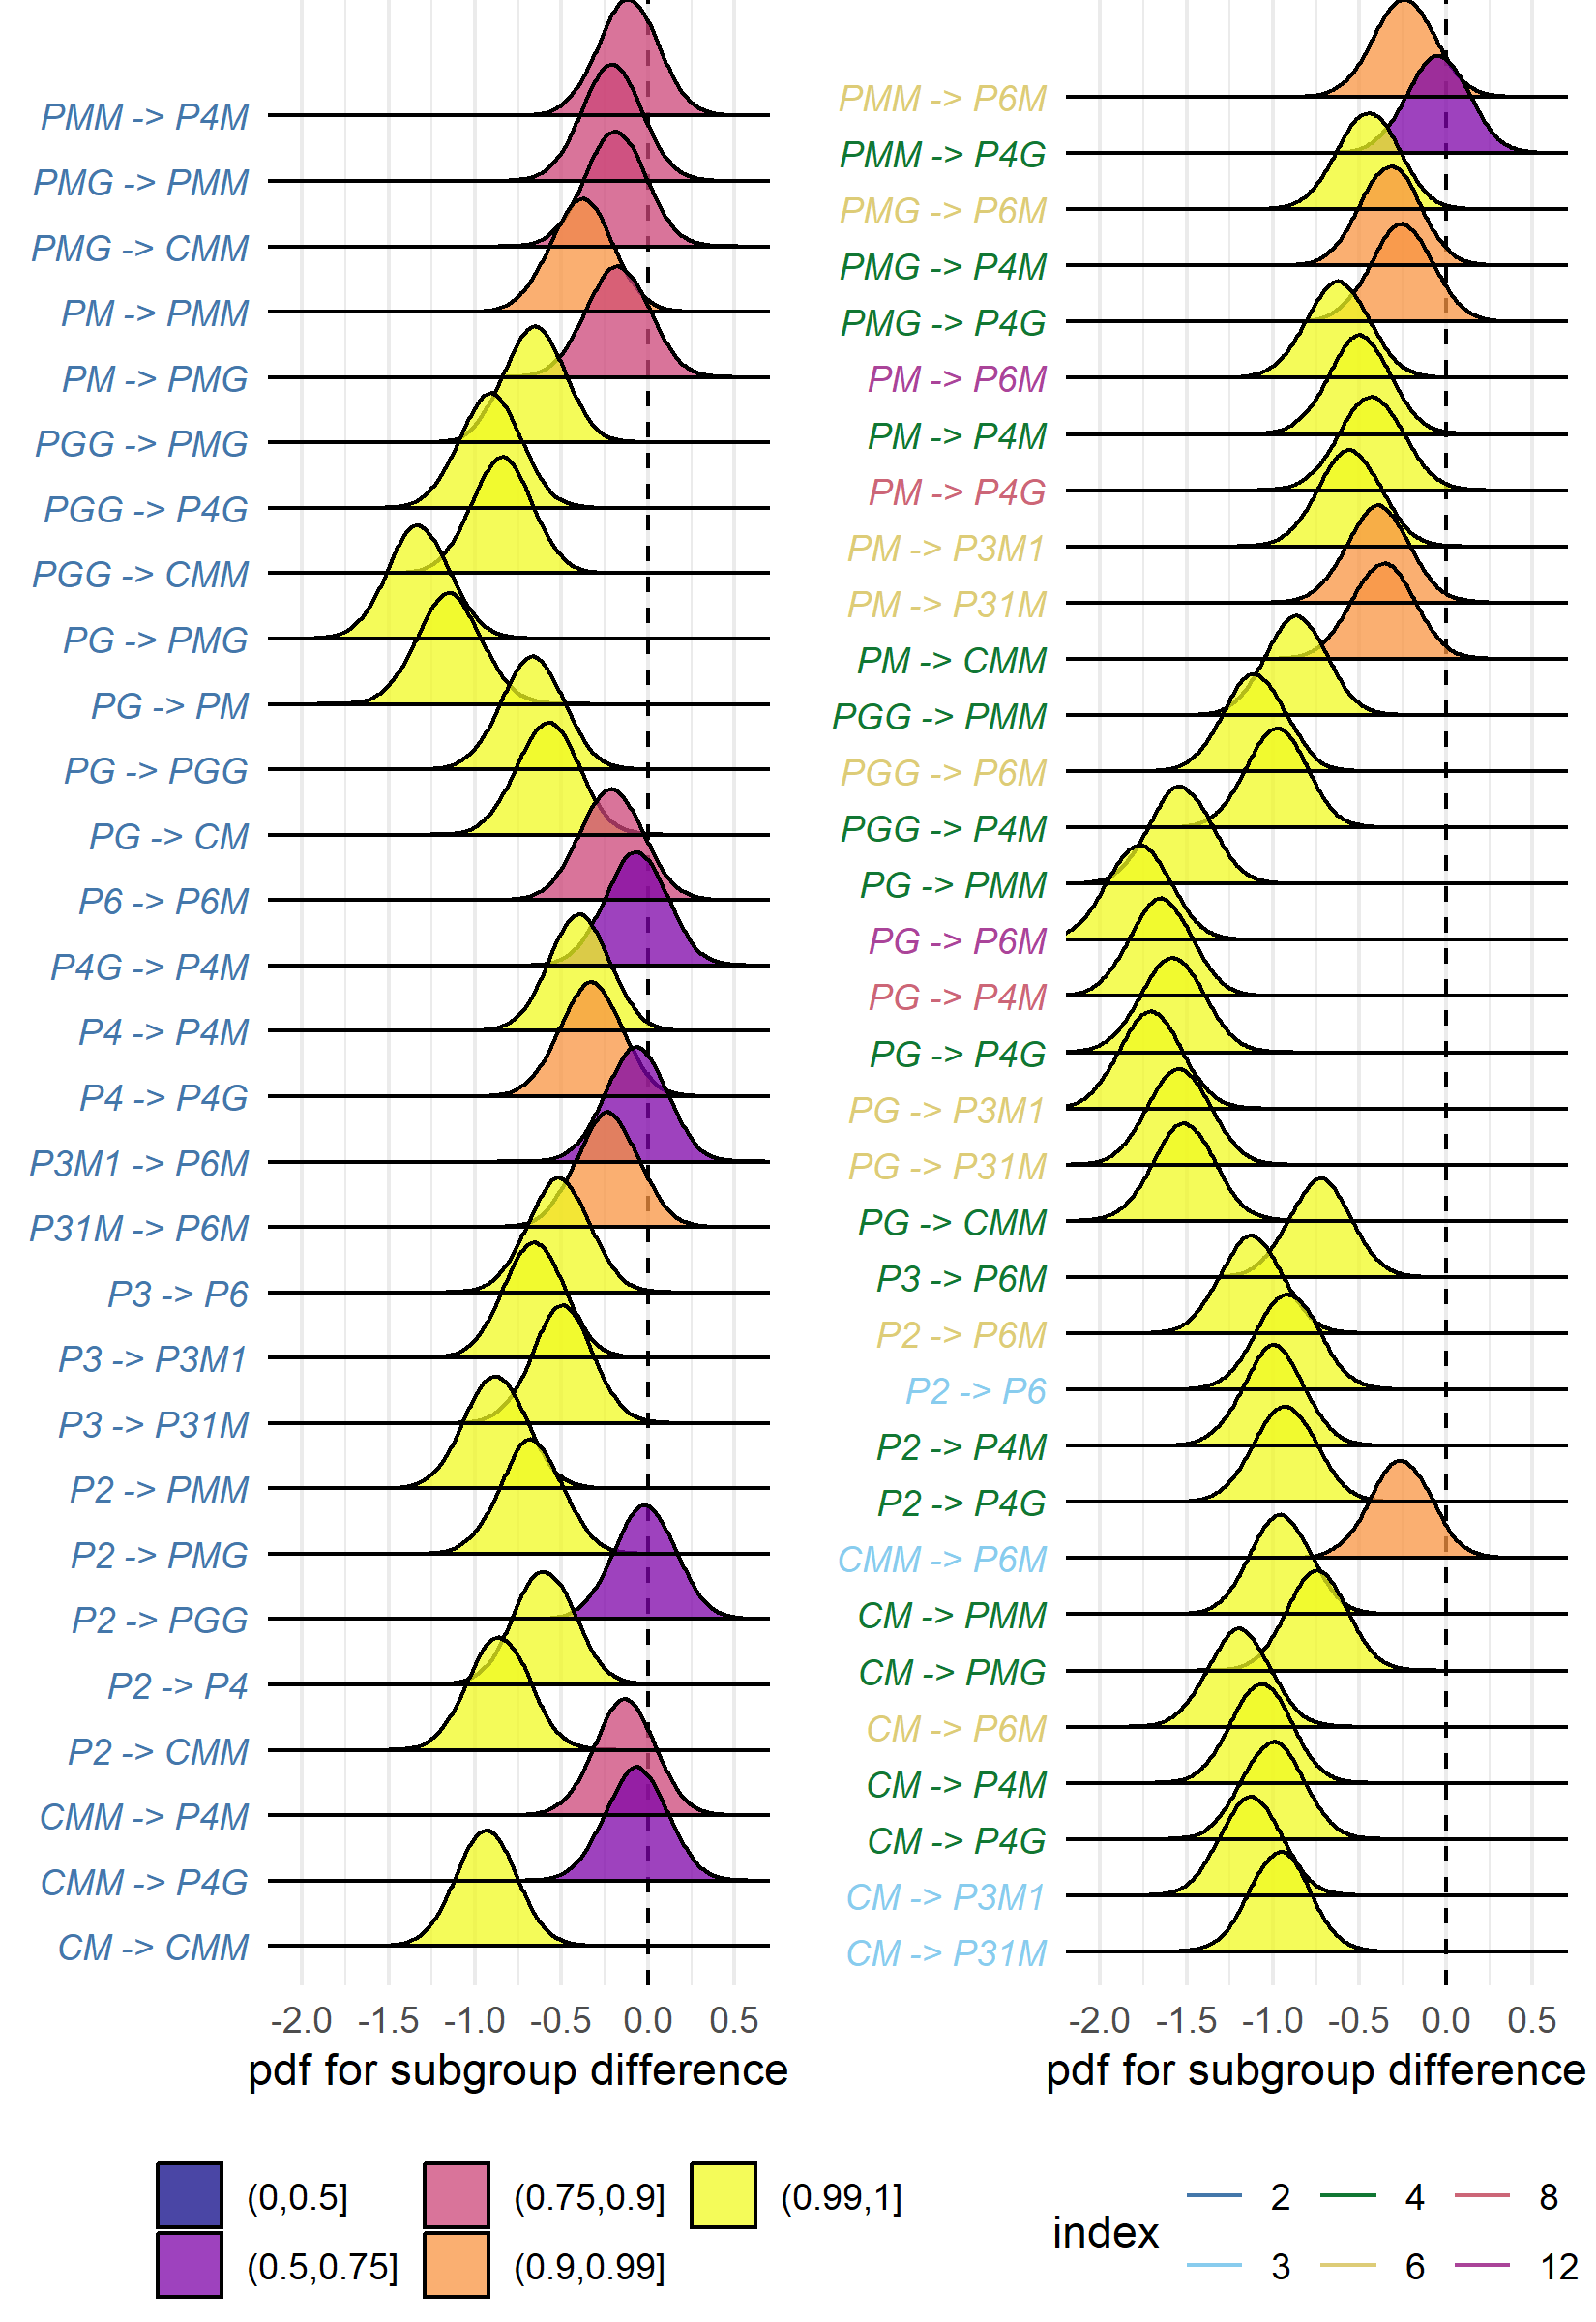 PMM -> P4M
PMG -> PMM
PMG -> CMM
PM -> PMM
PM -> PMG
PGG -> PMG
PGG -> P4G
PGG -> CMM
PG -> PMG
PG -> PM
PG -> PGG
PG -> CM
P6 -> P6M
P4G -> P4M
P4 -> P4M
P4 -> P4G
P3M1 -> P6M
P31M -> P6M
P3 -> P6
P3 -> P3M1
P3 -> P31M
P2 -> PMM
P2 -> PMG
P2 -> PGG
P2 -> P4
P2 -> CMM
CMM -> P4M
CMM -> P4G
CM -> CMM
-2.0 -1.5 -1.0 -0.5 0.0 0.5
pdf for subgroup difference
PMM -> P6M
PMM -> P4G
PMG -> P6M
PMG -> P4M
PMG -> P4G
PM -> P6M
PM -> P4M
PM -> P4G
PM -> P3M1
PM -> P31M
PM -> CMM
PGG -> PMM
PGG -> P6M
PGG -> P4M
PG -> PMM
PG -> P6M
PG -> P4M
PG -> P4G
PG -> P3M1
PG -> P31M
PG -> CMM
P3 -> P6M
P2 -> P6M
P2 -> P6
P2 -> P4M
P2 -> P4G
CMM -> P6M
CM -> PMM
CM -> PMG
CM -> P6M
CM -> P4M
CM -> P4G
CM -> P3M1
CM -> P31M
-2.0 -1.5 -1.0 -0.5 0.0 0.5
pdf for subgroup difference
(0,0.5] (0.75,0.9] (0.99,1]
(0.5,0.75] (0.9,0.99]
index
2 4 8
3 6 12